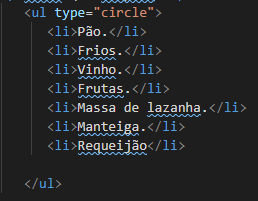 <ul type="circle">
<li>Pão.</li>
<li>Frios.</li>
<li>Vinho.</li>
<li>Frutas.</li>
<li>Massa de lazanha.</li>
<li>Manteiga.</li>
<li>Requeijão</li>
</ul>